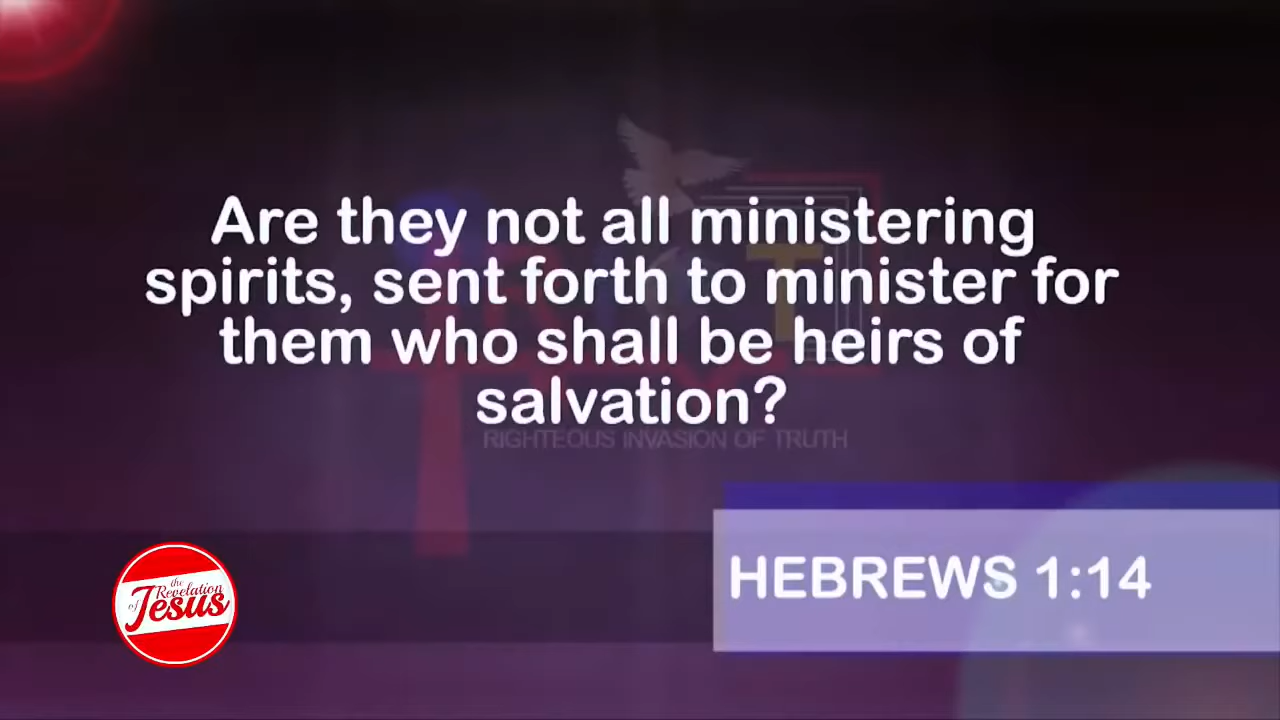 Are they not all ministering
spirits, sent forth to minister for
them who shall be heirs of
salvation?
RIGHTEOUS INVASION OF TRUTH
HEBREWS 1:14
the
Revelation
of Jesus